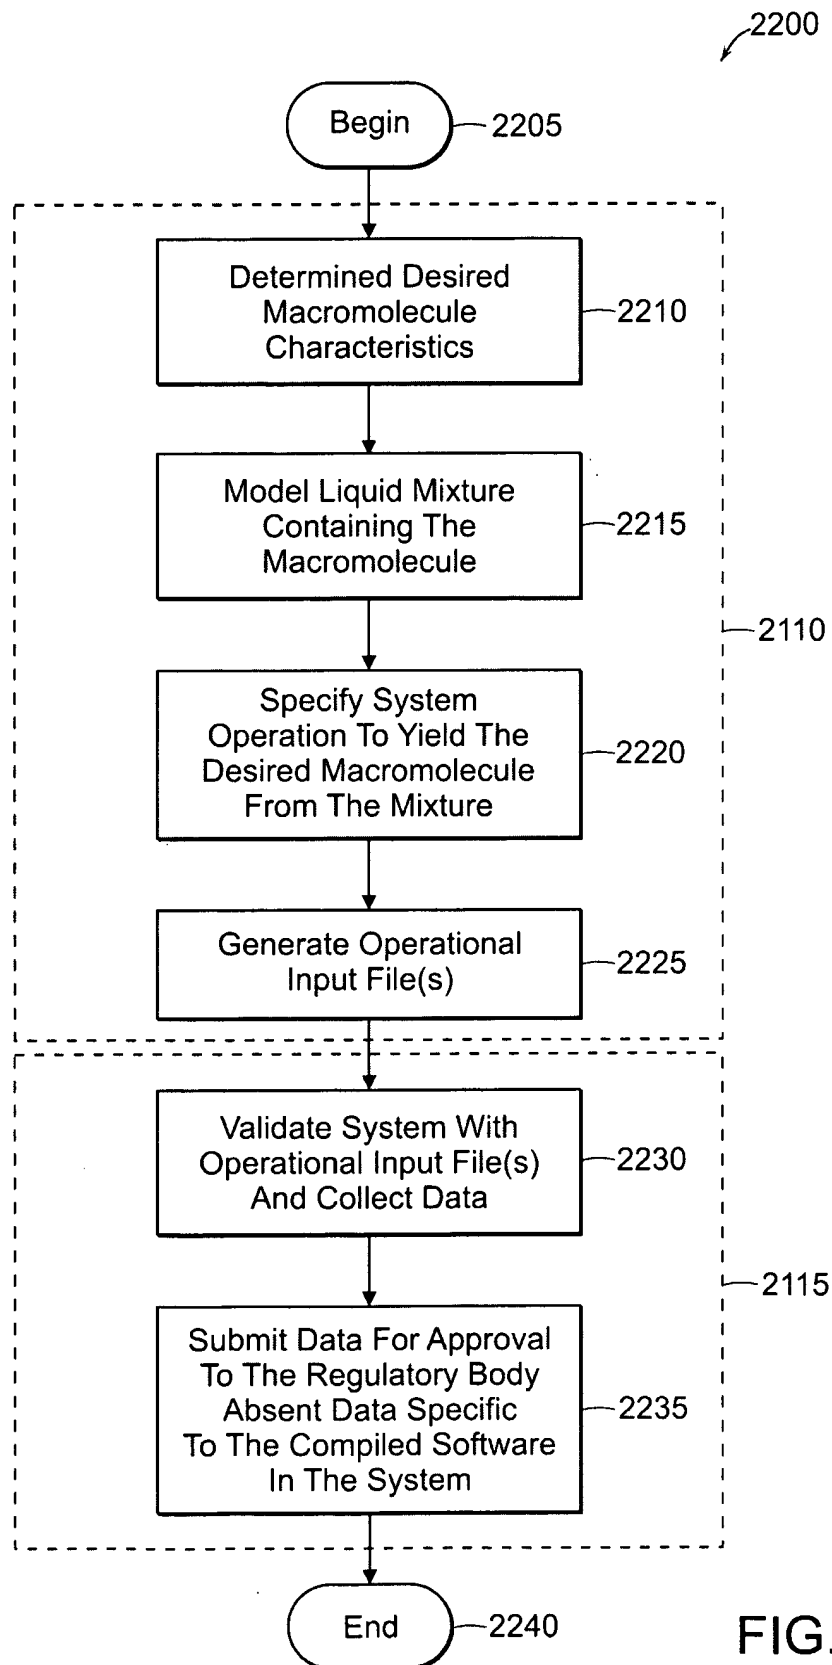 2200
Begin
2205
Determined Desired
Macromolecule
Characteristics
2210
Model Liquid Mixture
Containing The
Macromolecule
2215
2110
Specify System
Operation To Yield The
Desired Macromolecule
From The Mixture
2220
Generate Operational
Input File(s)
2225
Validate System With
Operational Input File(s)
And Collect Data
2230
2115
Submit Data For Approval
To The Regulatory Body
Absent Data Specific
To The Compiled Software
In The System
2235
End
2240
FIG.